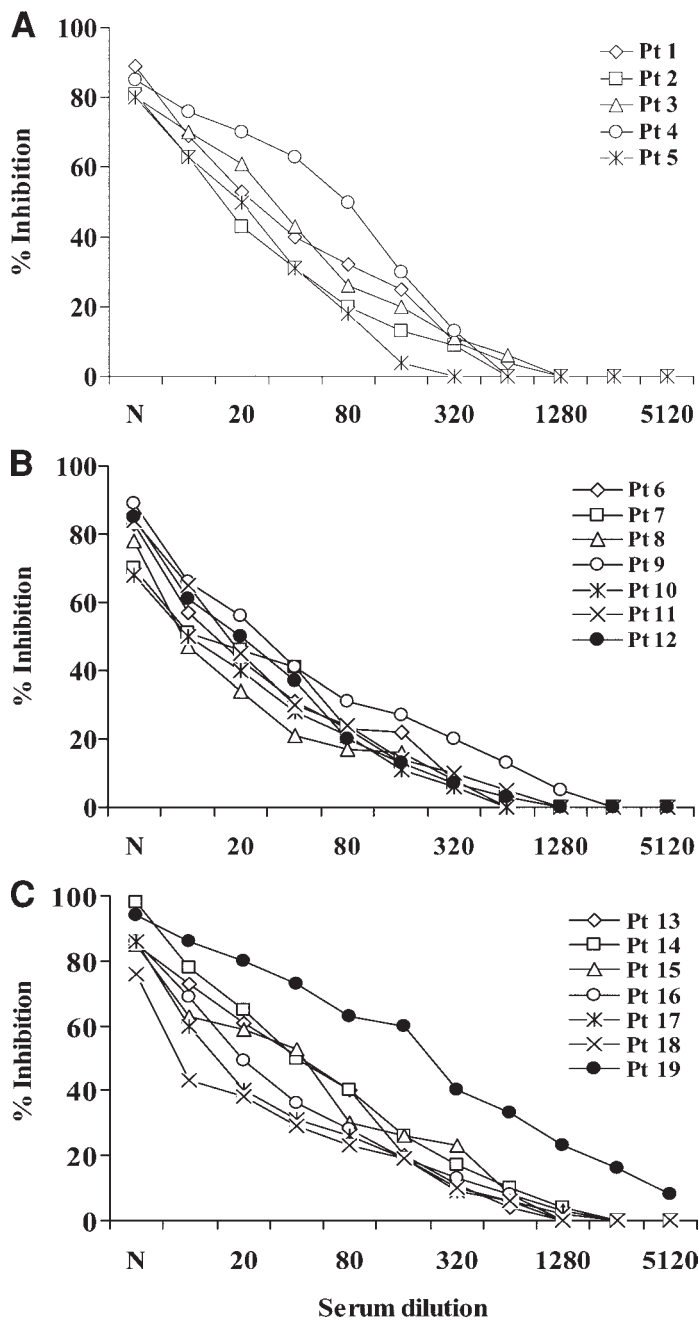 A
100
80
60
40
20
0
% Inhibition
N 20 80 320 1280 5120
Pt 1
Pt 2
Pt 3
Pt 4
Pt 5
B
100
80
60
40
20
0
% Inhibition
N 20 80 320 1280 5120
Pt 6
Pt 7
Pt 8
Pt 9
Pt 10
Pt 11
Pt 12
C
100
80
60
40
20
0
% Inhibition
N 20 80 320 1280 5120
Pt 13
Pt 14
Pt 15
Pt 16
Pt 17
Pt 18
Pt 19
Serum dilution